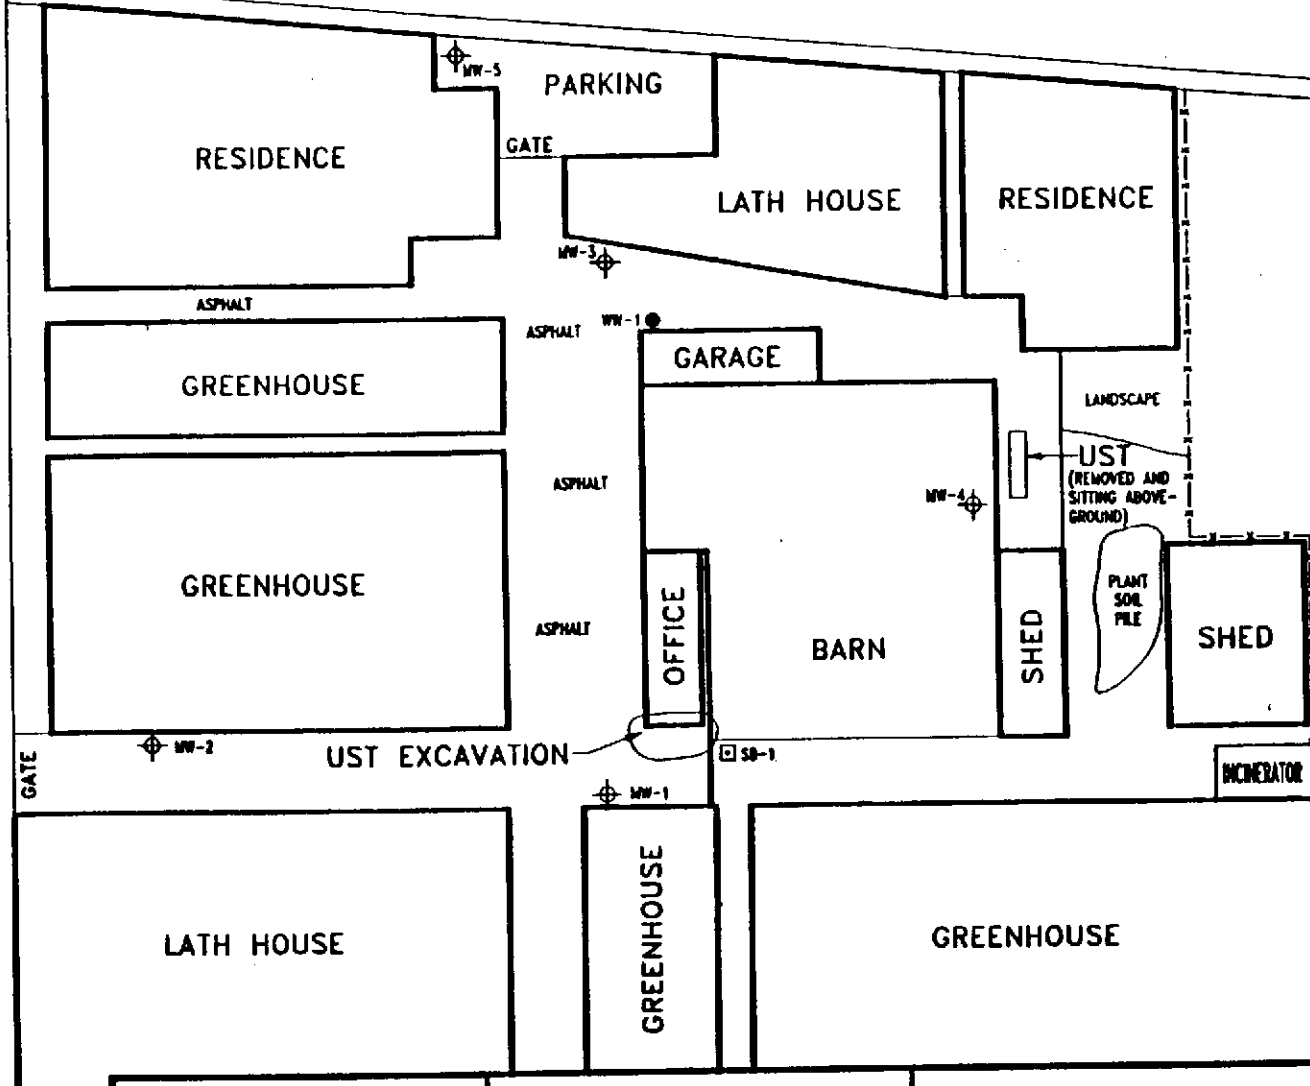 MW-5
PARKING
GATE
RESIDENCE
LATH HOUSE
RESIDENCE
MW-3
ASPHALT
WW-1
ASPHALT
GARAGE
GREENHOUSE
LANDSCAPE
UST
(REMOVED AND
SITTING ABOVE-
GROUND)
ASPHALT
MW-4
GREENHOUSE
PLANT
SOIL
PILE
OFFICE
ASPHALT
BARN
SHED
SHED
MW-2
UST EXCAVATION
SB-1
GATE
INCINERATOR
MW-1
LATH HOUSE
GREENHOUSE
GREENHOUSE